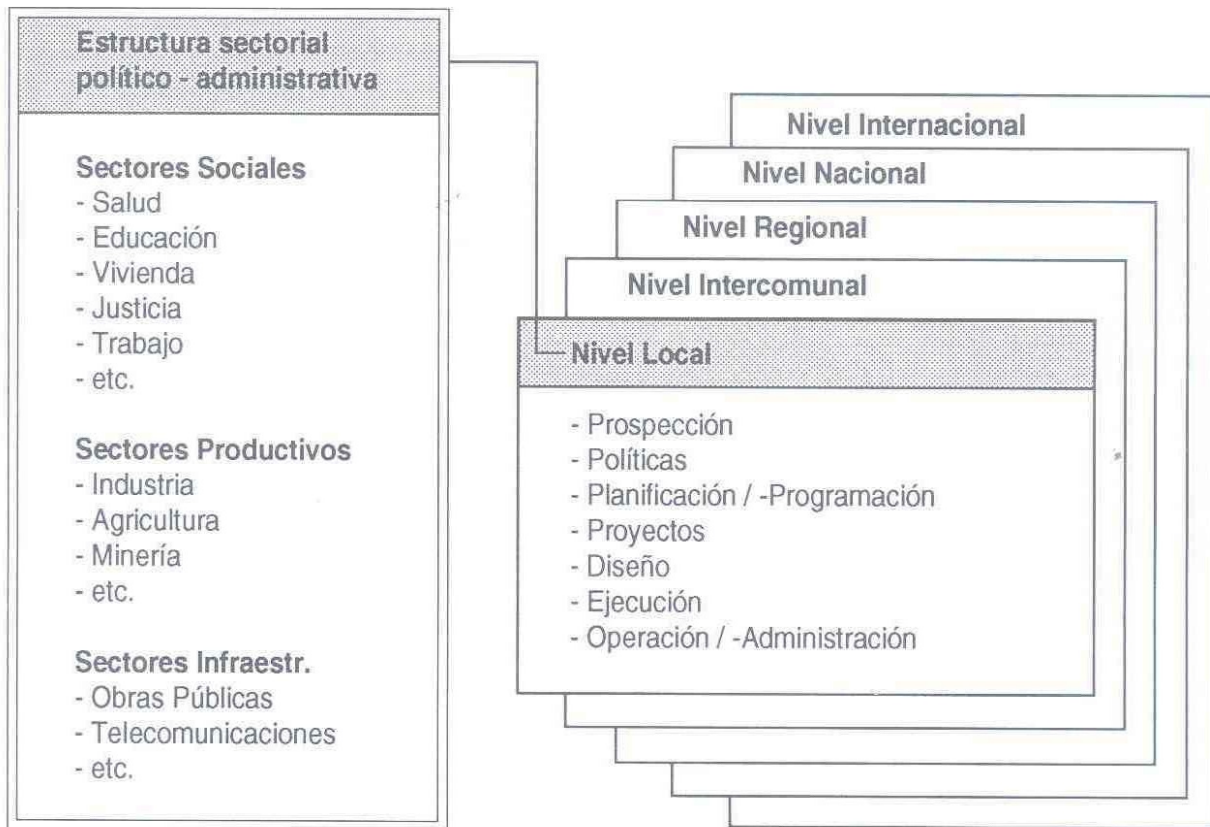 Estructura sectorial
político - administrativa
Sectores Sociales
- Salud
- Educación
- Vivienda
- Justicia
- Trabajo
- etc.
Sectores Productivos
- Industria
- Agricultura
- Minería
- etc.
Sectores Infraestr.
- Obras Públicas
- Telecomunicaciones
- etc.
Nivel Internacional
Nivel Nacional
Nivel Regional
Nivel Intercomunal
Nivel Local
- Prospección
- Políticas
- Planificación / -Programación
- Proyectos
- Diseño
- Ejecución
- Operación / -Administración